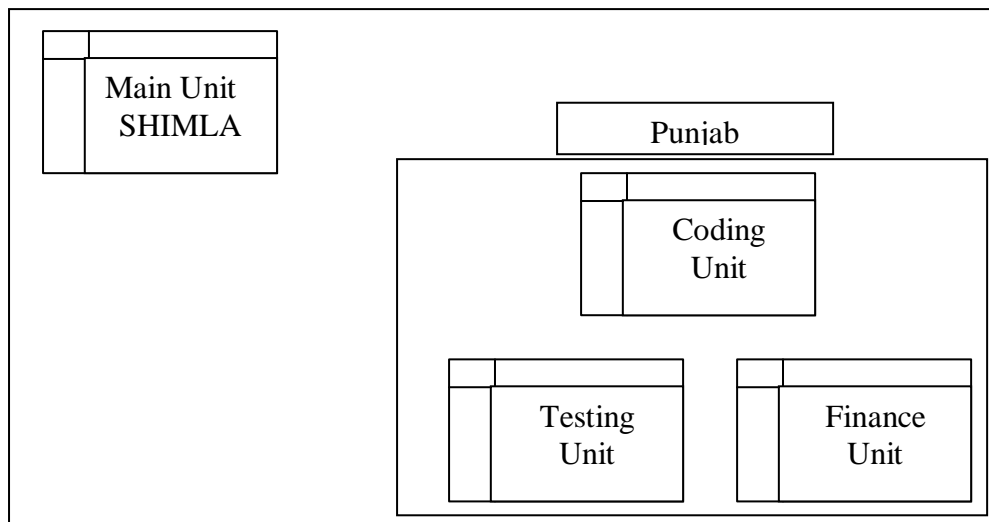 Main Unit
SHIMLA
Punjab
Coding
Unit
Testing
Unit
Finance
Unit